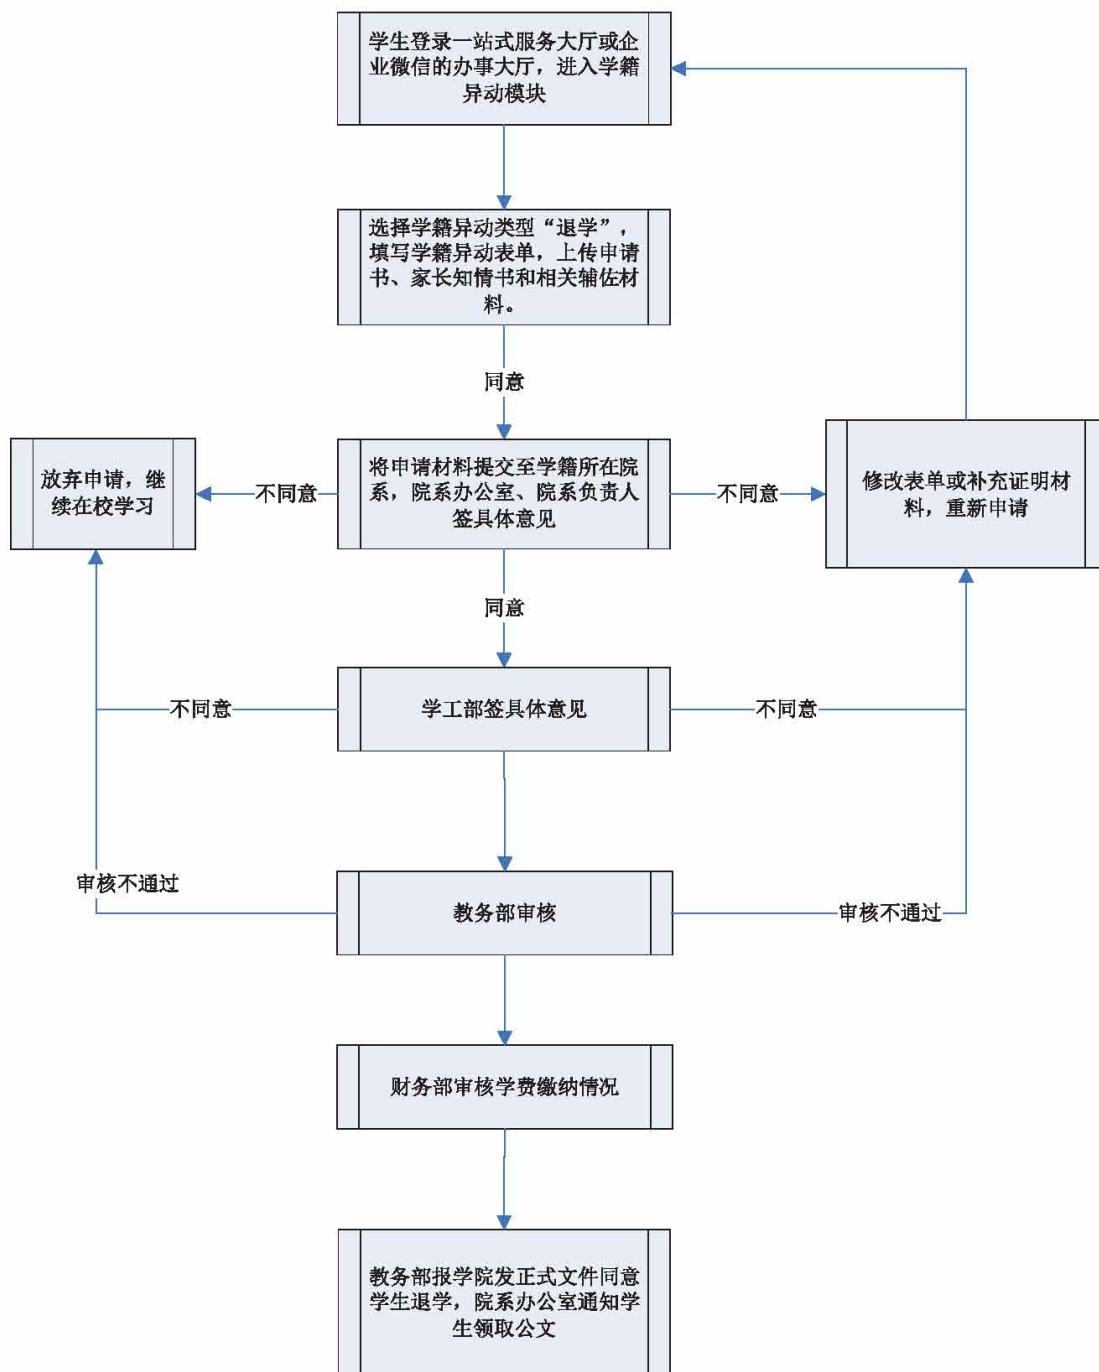 学生登录一站式服务大厅或企
业微信的办事大厅，进入学籍
异动模块
选择学籍异动类型“退学”，
填写学籍异动表单，上传申请
书、家长知情书和相关辅佐材
料。
同意
放弃申请，继
续在校学习
不同意
将申请材料提交至学籍所在院
系，院系办公室、院系负责人
签具体意见
不同意
修改表单或补充证明材
料，重新申请
同意
不同意
学工部签具体意见
不同意
审核不通过
教务部审核
审核不通过
财务部审核学费缴纳情况
教务部报学院发正式文件同意
学生退学，院系办公室通知学
生领取公文